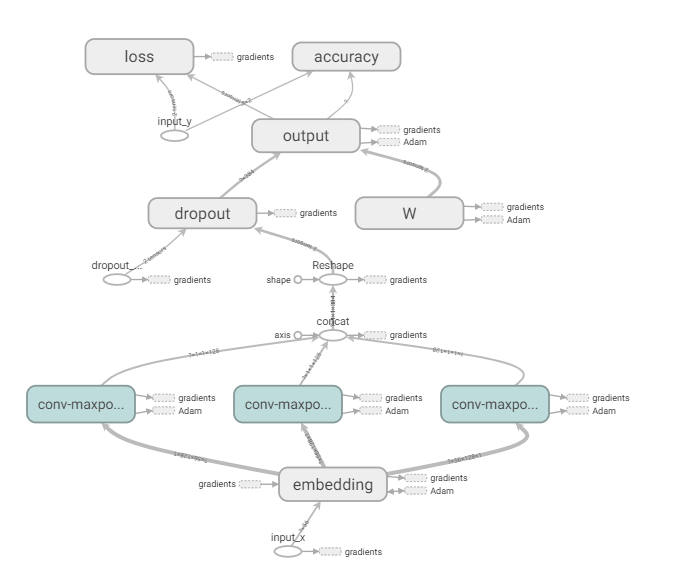 loss
gradients
accuracy
input_y
output
gradients
Adam
dropout
gradients
W
gradients
Adam
dropout_...
gradients
Reshape
shape
gradients
concat
axis
gradients
conv-maxpo...
gradients
Adam
conv-maxpo...
gradients
Adam
conv-maxpo...
gradients
Adam
embedding
gradients
gradients
Adam
input_x
gradients